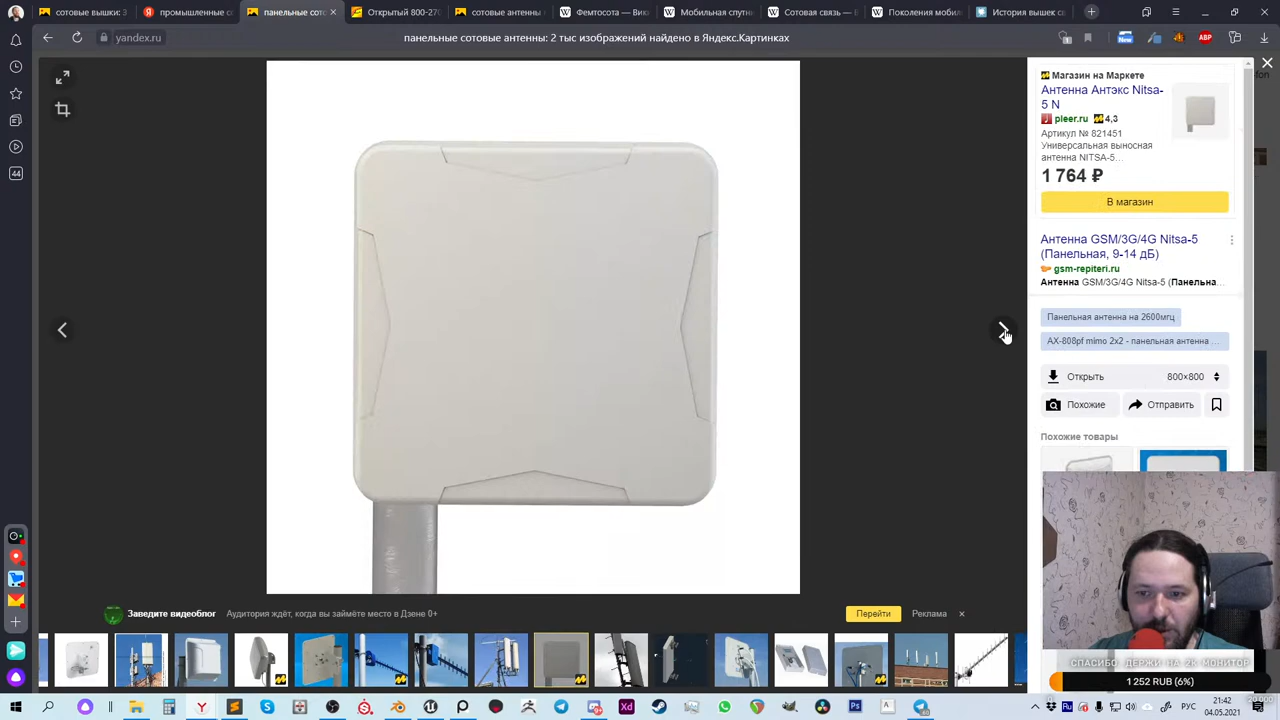 сотовые вышки:
промышленные со
панельные сот
Открытый 800-270
сотовые антенны
Фемтосота — Вик
Мобильная спутн
Сотовая связь —
Поколения мобил
История вышек с
yandex.ru
панельные сотовые антенны: 2 тыс изображений найдено в Яндекс.Картинках
New
ABP
44
Магазин на Маркете
Антенна Антэкс Nitsa-
5 N
pleer.ru 4,3
Артикул № 821451
Универсальная выносная
антенна NITSA-5…
1 764 ₽
В магазин
Антенна GSM/3G/4G Nitsa-5
(Панельная, 9-14 дБ)
gsm-repiteri.ru
Антенна GSM/3G/4G Nitsa-5 (Панельна…
Панельная антенна на 2600мгц
AX-808pf mimo 2x2 - панельная антенна ...
Открыть 800×800
Похожие Отправить
Похожие товары
Заведите видеоблог Аудитория ждёт, когда вы займёте место в Дзене 0+
Перейти Реклама
СПАСИБО: ДЕРЖИ НА 2К МОНИТОР
1 252 RUB (6%)
21:42
04.05.2021